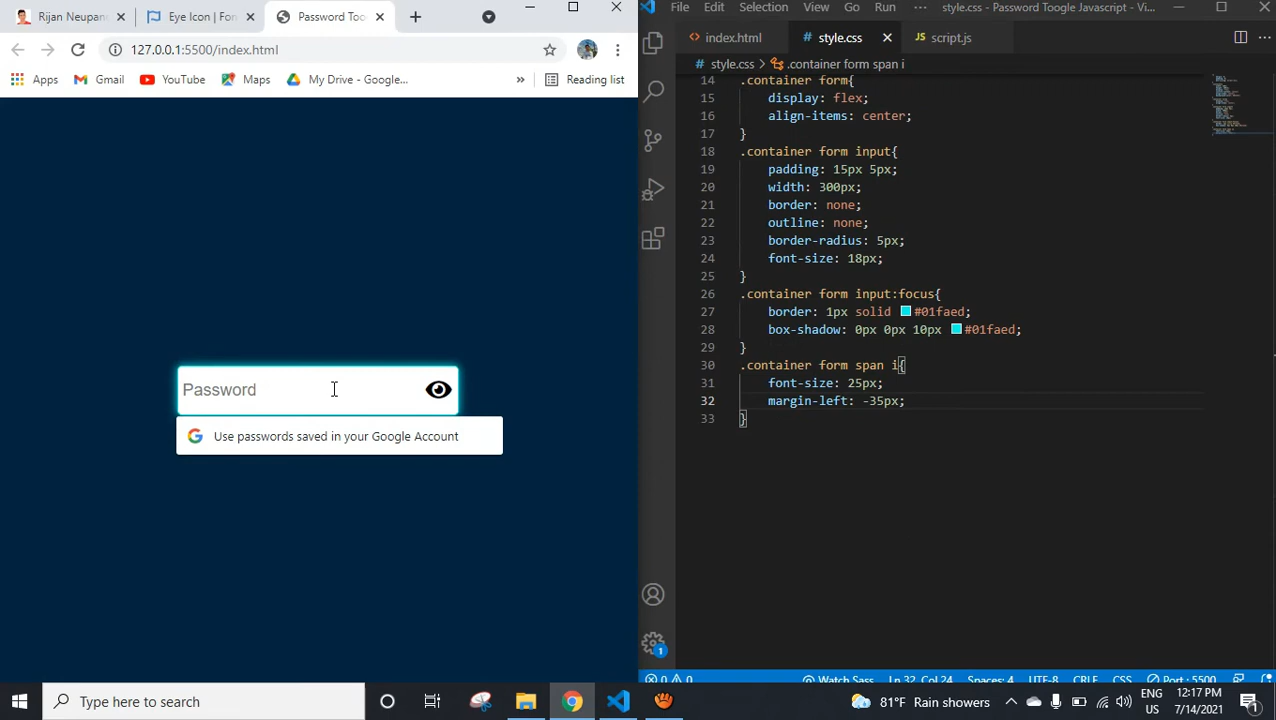 Rijan Neupan
Eye Icon | Fon
Password Too
127.0.0.1:5500/index.html
Apps
Gmail
YouTube
Maps
My Drive - Google...
»
Reading list
Password
Use passwords saved in your Google Account
File
Edit
Selection
View
Go
Run
...
style.css - Password Toogle Javascript - Vi...
index.html
style.css
JS script.js
style.css > .container form span i
14 .container form{
15 display: flex;
16 align-items: center;
17 }
18 .container form input{
19 padding: 15px 5px;
20 width: 300px;
21 border: none;
22 outline: none;
23 border-radius: 5px;
24 font-size: 18px;
25 }
26 .container form input:focus{
27 border: 1px solid #01faed;
28 box-shadow: 0px 0px 10px #01faed;
29 }
30 .container form span i{
31 font-size: 25px;
32 margin-left: -35px;
33 }
1
0 0
Watch Sass
Ln 32, Col 24
Spaces: 4
UTF-8
CRLF
CSS
Port : 5500
Type here to search
81°F Rain showers
ENG
US
12:17 PM
7/14/2021
1